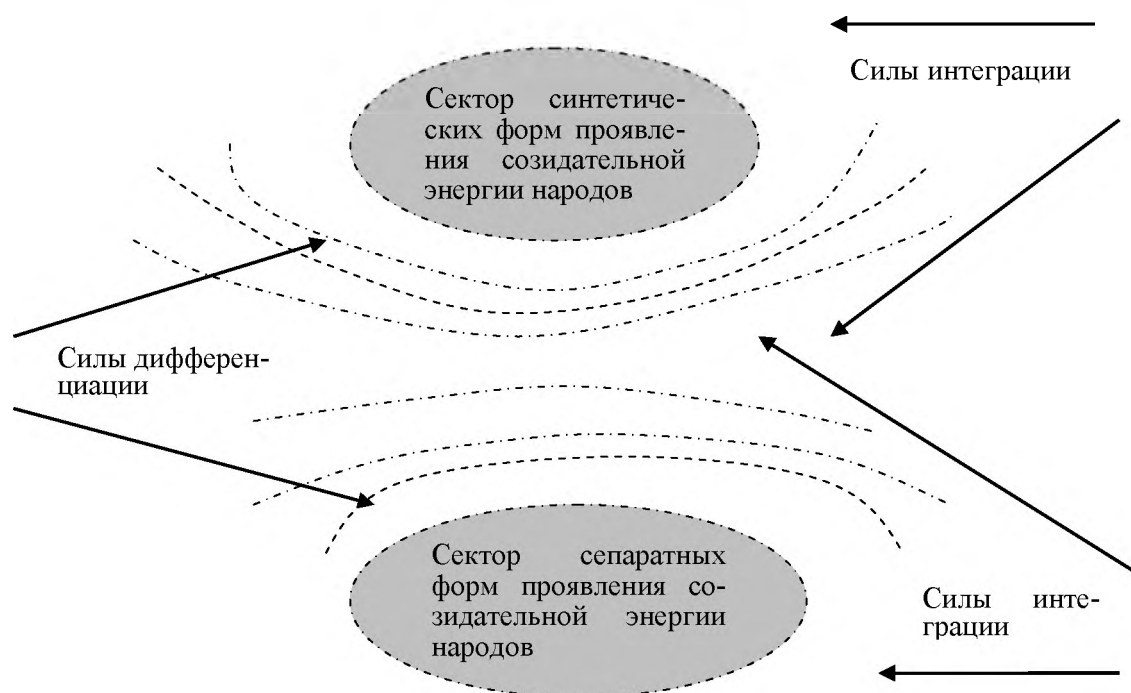 Силы интеграции
Сектор синтетиче-
ских форм проявле-
ния созидательной
энергии народов
Силы дифферен-
циации
Сектор сепаратных
форм проявления со-
зидательной энергии
народов
Силы инте-
грации